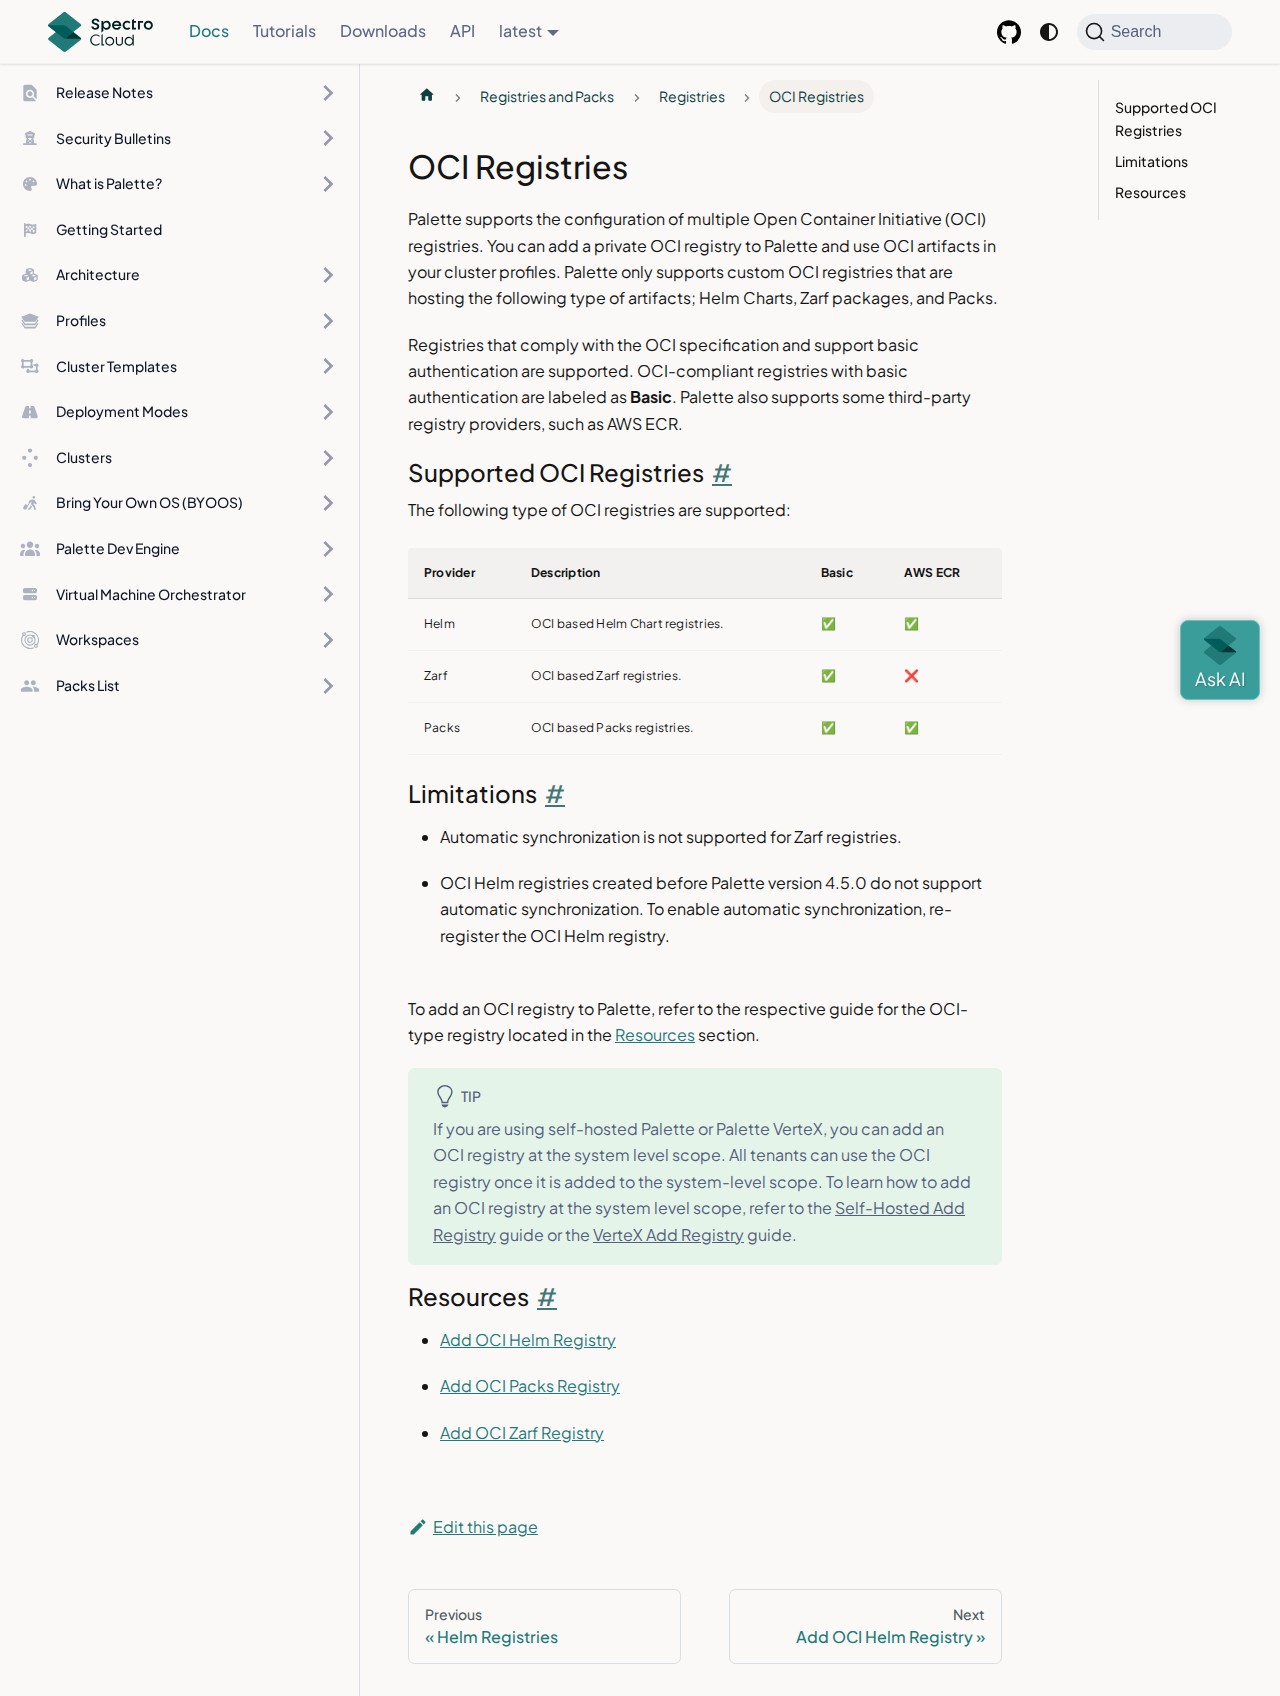 Spectro
Cloud
Docs
Tutorials
Downloads
API
latest
Search
Release Notes
Security Bulletins
What is Palette?
Getting Started
Architecture
Profiles
Cluster Templates
Deployment Modes
Clusters
Bring Your Own OS (BYOOS)
Palette Dev Engine
Virtual Machine Orchestrator
Workspaces
Packs List
Registries and Packs
Registries
OCI Registries
OCI Registries
Palette supports the configuration of multiple Open Container Initiative (OCI)
registries. You can add a private OCI registry to Palette and use OCI artifacts in
your cluster profiles. Palette only supports custom OCI registries that are
hosting the following type of artifacts; Helm Charts, Zarf packages, and Packs.
Registries that comply with the OCI specification and support basic
authentication are supported. OCI-compliant registries with basic
authentication are labeled as Basic. Palette also supports some third-party
registry providers, such as AWS ECR.
Supported OCI Registries #
The following type of OCI registries are supported:
Provider Description Basic AWS ECR
Helm OCI based Helm Chart registries. ✅ ✅
Zarf OCI based Zarf registries. ✅ ❌
Packs OCI based Packs registries. ✅ ✅
Limitations #
Automatic synchronization is not supported for Zarf registries.
OCI Helm registries created before Palette version 4.5.0 do not support
automatic synchronization. To enable automatic synchronization, re-
register the OCI Helm registry.
To add an OCI registry to Palette, refer to the respective guide for the OCI-
type registry located in the Resources section.
TIP
If you are using self-hosted Palette or Palette VerteX, you can add an
OCI registry at the system level scope. All tenants can use the OCI
registry once it is added to the system-level scope. To learn how to add
an OCI registry at the system level scope, refer to the Self-Hosted Add
Registry guide or the VerteX Add Registry guide.
Resources #
Add OCI Helm Registry
Add OCI Packs Registry
Add OCI Zarf Registry
Edit this page
Previous
« Helm Registries
Next
Add OCI Helm Registry »
Supported OCI
Registries
Limitations
Resources
Ask AI